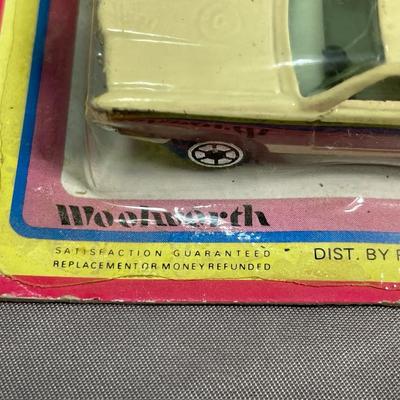 Woolworth
SATISFACTION GUARANTEED
REPLACEMENT OR MONEY REFUNDED
DIST. BY